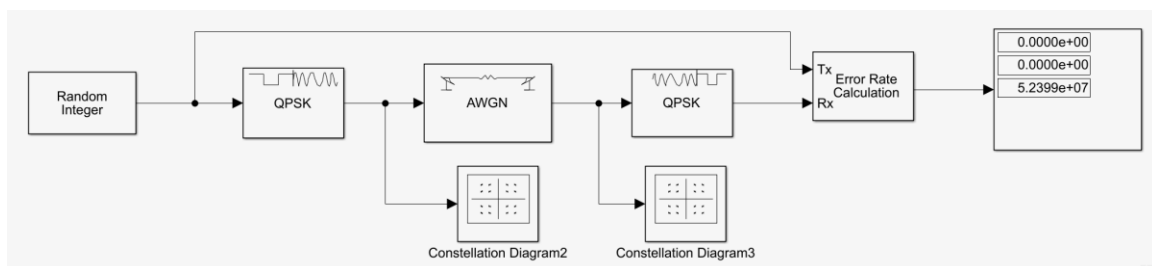 Random
Integer
QPSK
AWGN
QPSK
Tx
Rx
Error Rate
Calculation
0.0000e+00
0.0000e+00
5.2399e+07
Constellation Diagram2
Constellation Diagram3